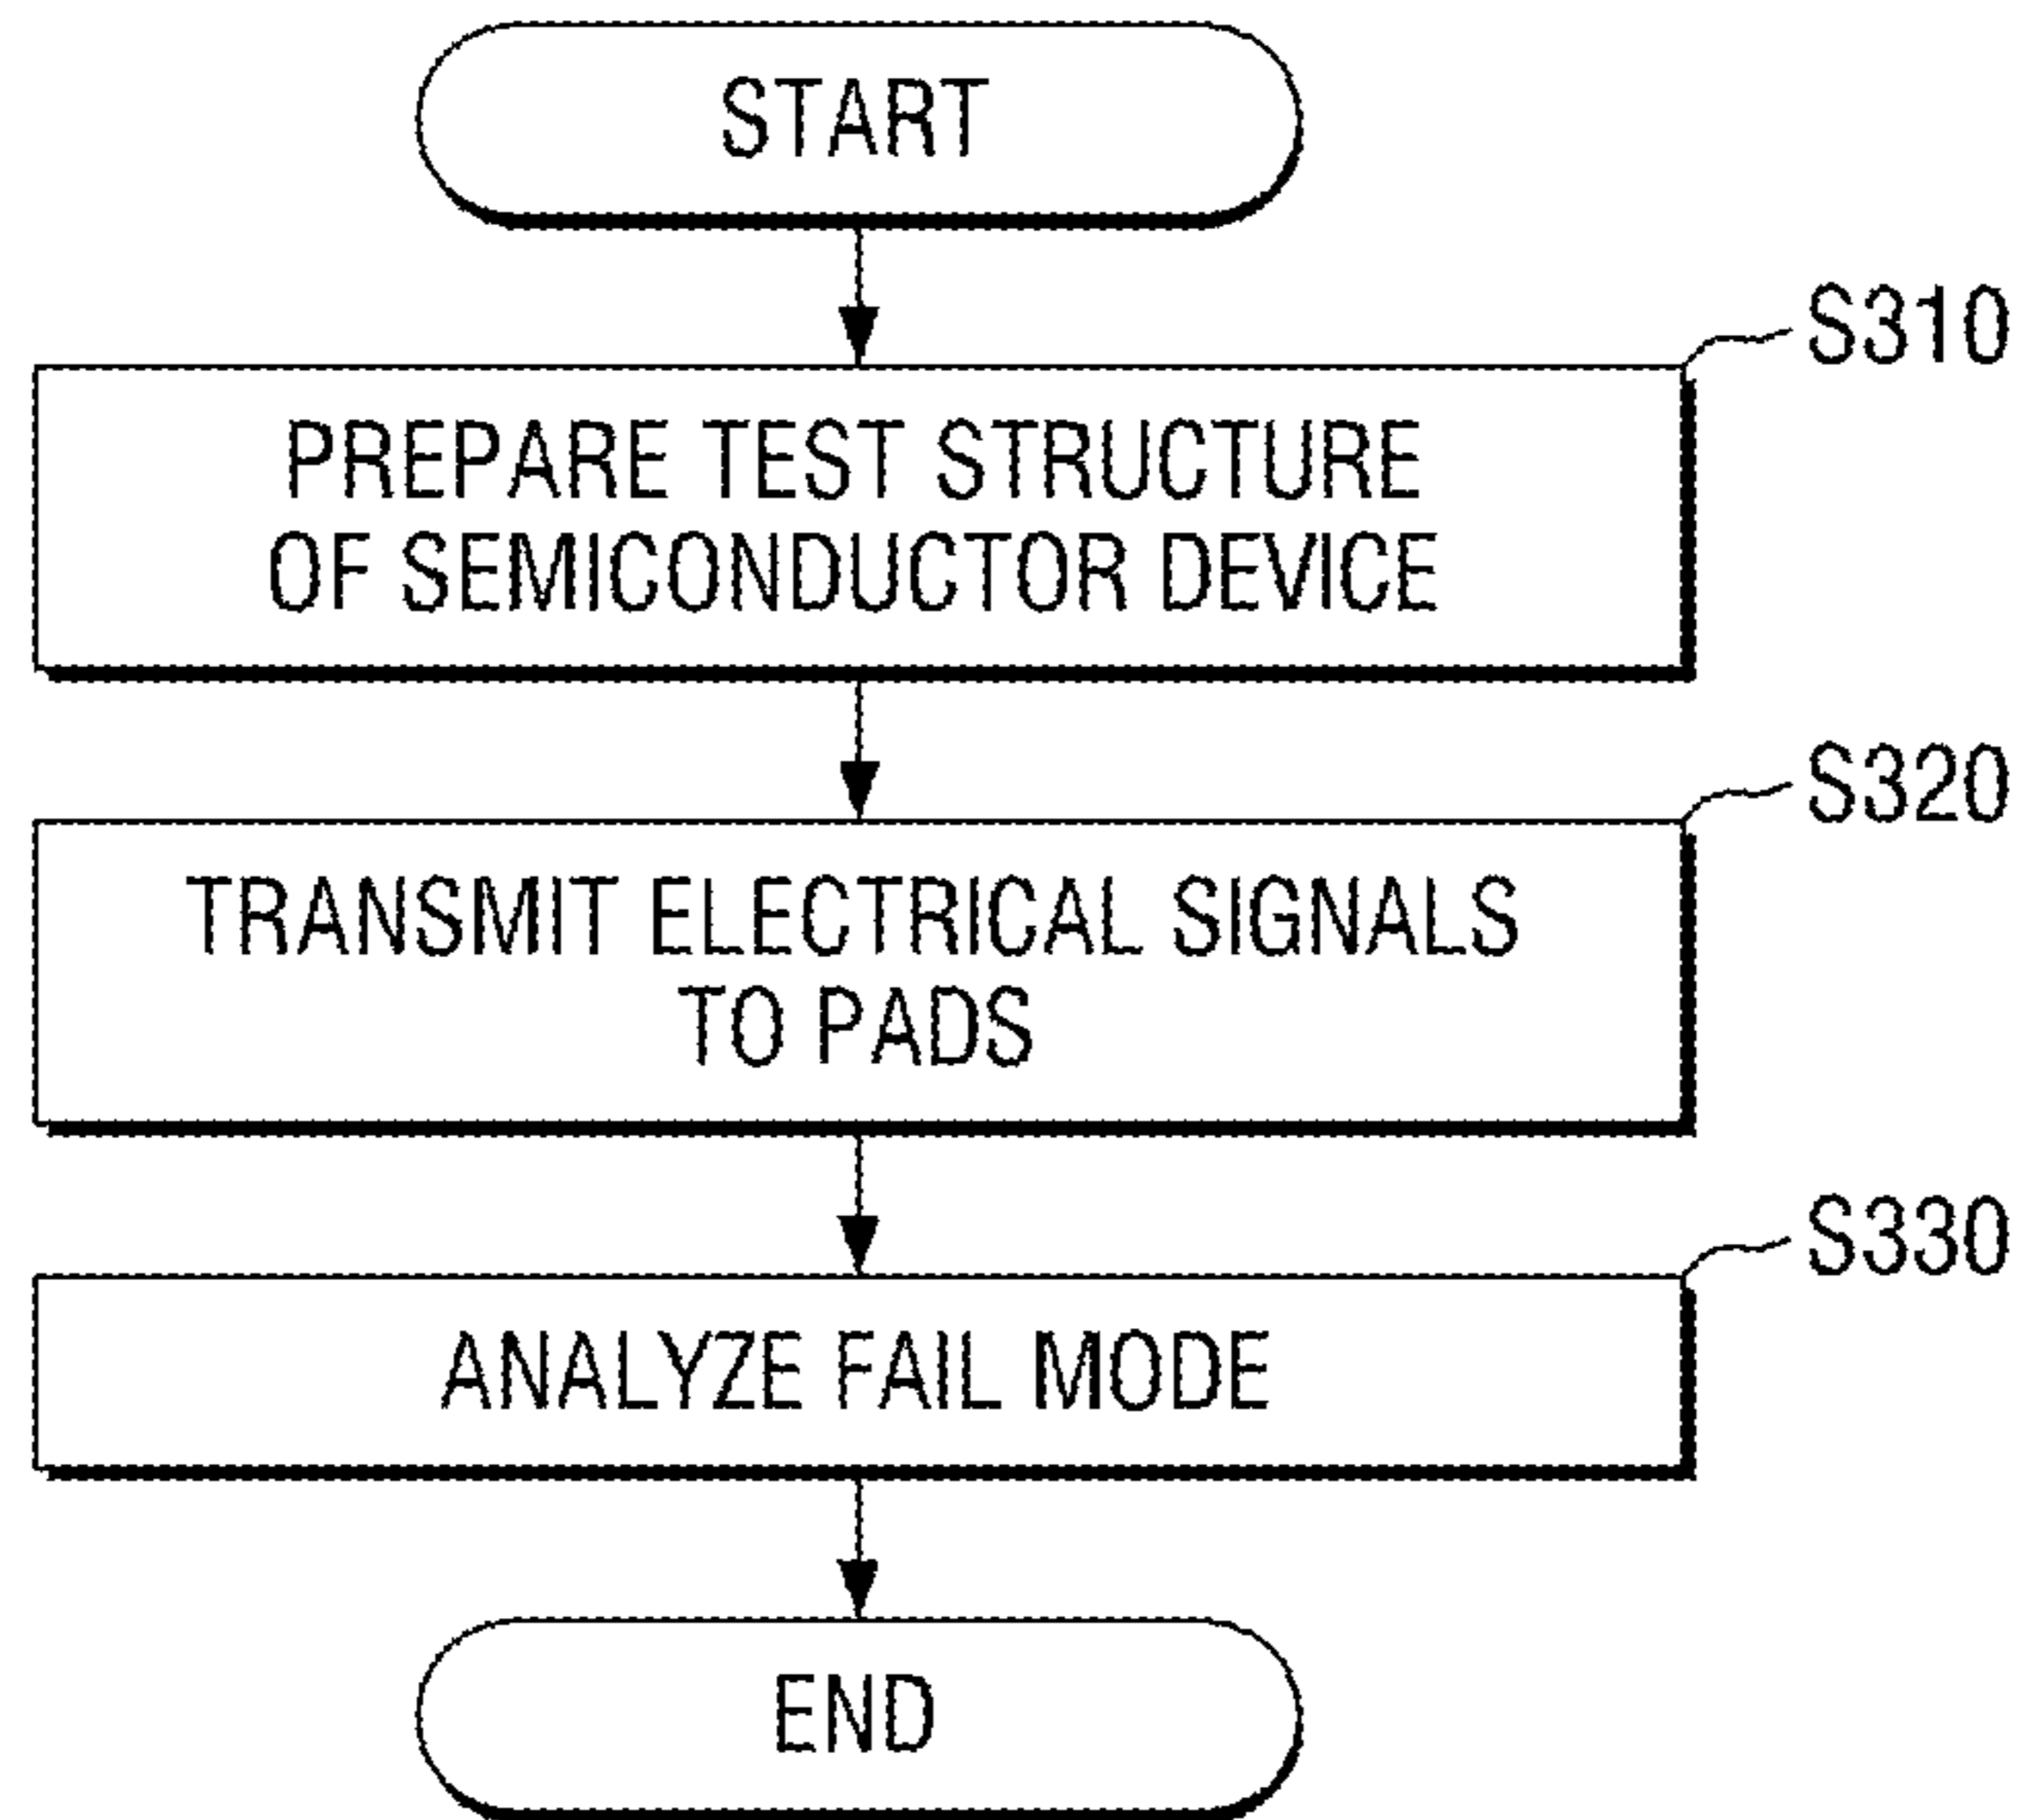 START
S310
PREPARE TEST STRUCTURE
OF SEMICONDUCTOR DEVICE
S320
TRANSMIT ELECTRICAL SIGNALS
TO PADS
S330
ANALYZE FAIL MODE
END